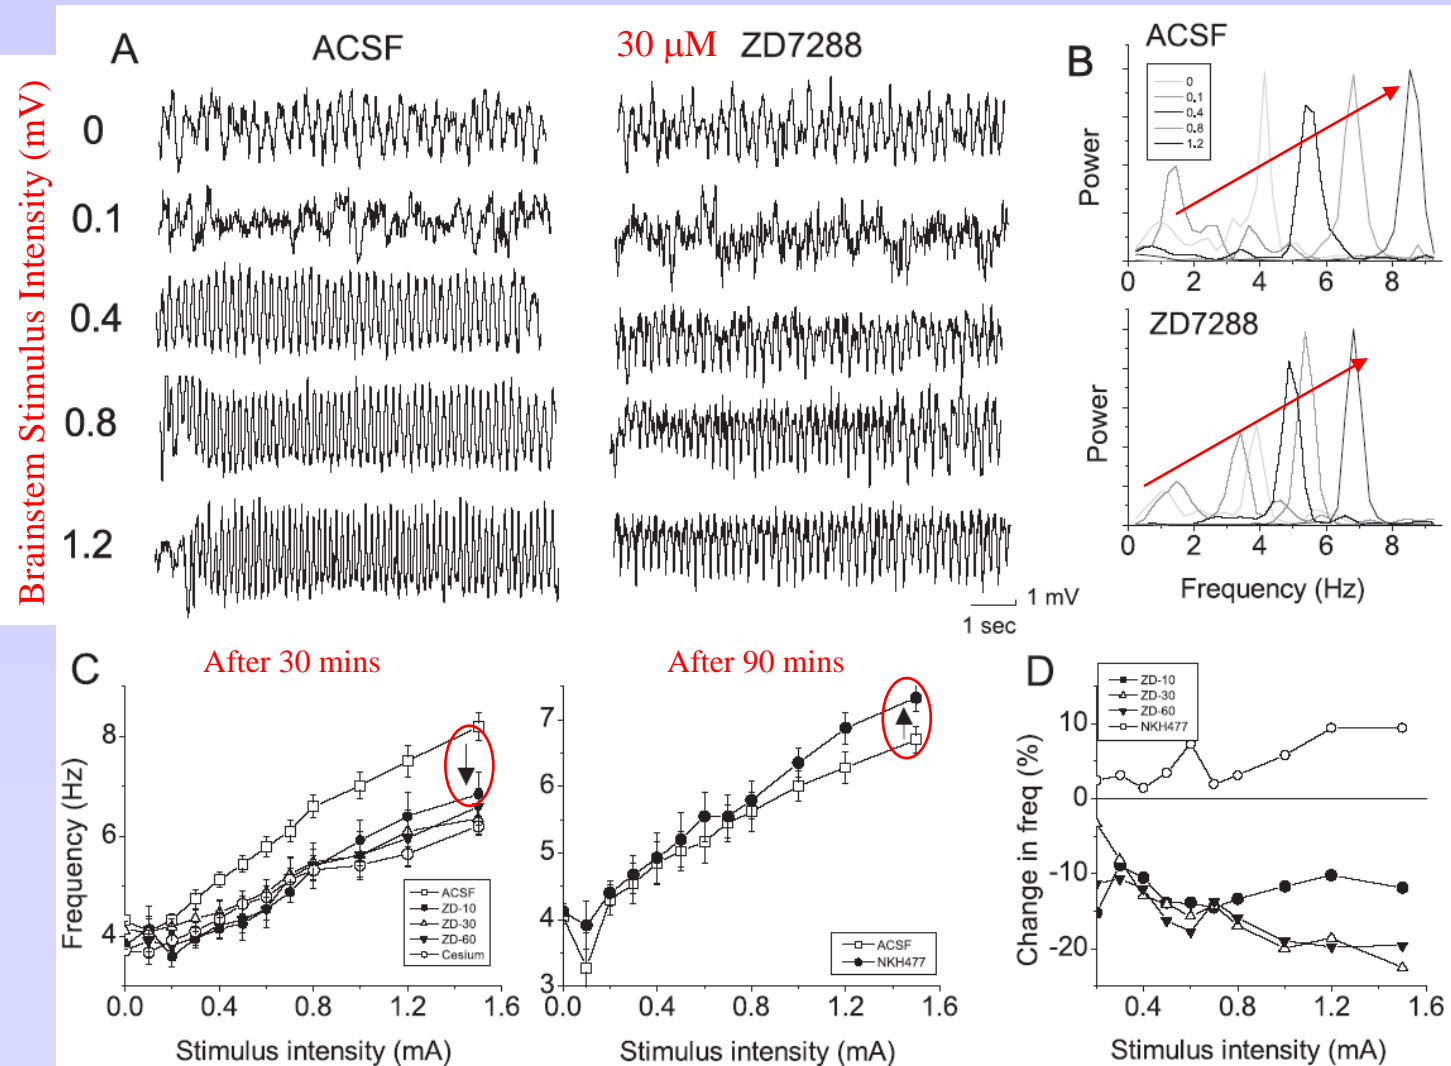 Brainstem Stimulus Intensity (mV)
A
ACSF
30 μM ZD7288
0
0.1
0.4
0.8
1.2
1 mV
1 sec
B
ACSF
0
0.1
0.4
0.8
1.2
Power
0 2 4 6 8
ZD7288
Power
0 2 4 6 8
Frequency (Hz)
C
After 30 mins
Frequency (Hz)
8
6
4
ACSF
ZD-10
ZD-30
ZD-60
Cesium
0.0 0.4 0.8 1.2 1.6
Stimulus intensity (mA)
After 90 mins
7
6
5
4
3
ACSF
NKH477
0.0 0.4 0.8 1.2 1.6
Stimulus intensity (mA)
D
ZD-10
ZD-30
ZD-60
NKH477
Change in freq (%)
10
0
-10
-20
0.4 0.8 1.2 1.6
Stimulus intensity (mA)